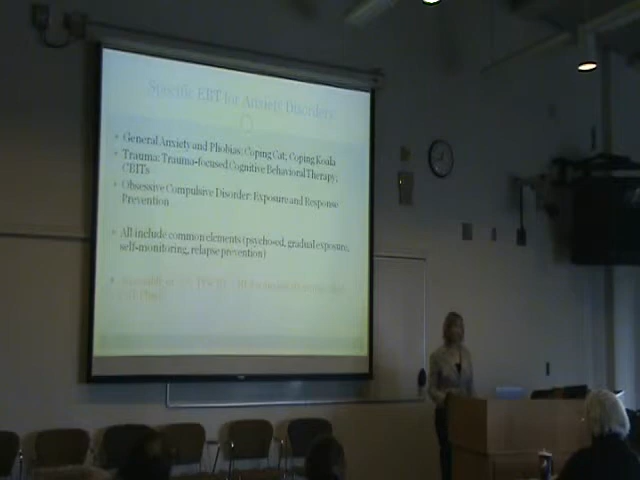 Specific EBT for Anxiety Disorders
General Anxiety and Phobias: Coping Cat; Coping Koala
Trauma: Trauma-focused Cognitive Behavioral Therapy;
CBITs
Obsessive Compulsive Disorder: Exposure and Response
Prevention
All include common elements (psycho-ed, gradual exposure,
self-monitoring, relapse prevention)